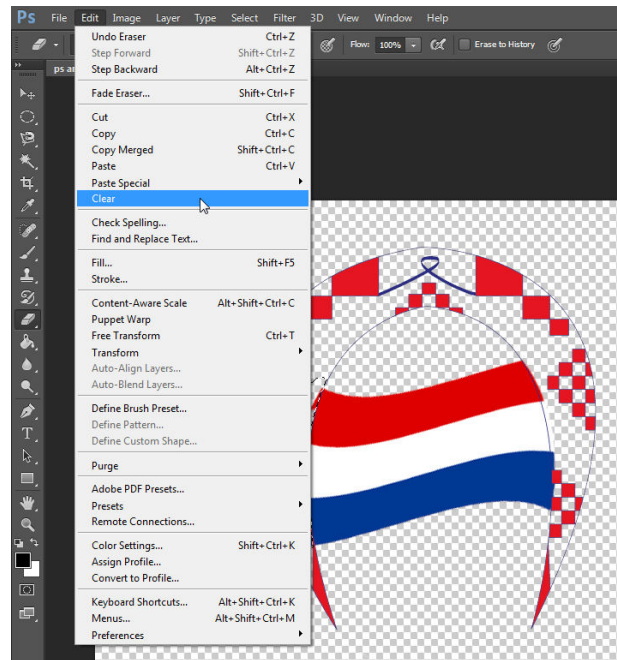 Ps File Edit Image Layer Type Select Filter 3D View Window Help
Flow: 100% Erase to History
ps ar
Undo Eraser Ctrl+Z
Step Forward Shift+Ctrl+Z
Step Backward Alt+Ctrl+Z
Fade Eraser... Shift+Ctrl+F
Cut Ctrl+X
Copy Ctrl+C
Copy Merged Shift+Ctrl+C
Paste Ctrl+V
Paste Special
Clear
Check Spelling...
Find and Replace Text...
Fill... Shift+F5
Stroke...
Content-Aware Scale Alt+Shift+Ctrl+C
Puppet Warp
Free Transform Ctrl+T
Transform
Auto-Align Layers...
Auto-Blend Layers...
Define Brush Preset...
Define Pattern...
Define Custom Shape...
Purge
Adobe PDF Presets...
Presets
Remote Connections...
Color Settings... Shift+Ctrl+K
Assign Profile...
Convert to Profile...
Keyboard Shortcuts... Alt+Shift+Ctrl+K
Menus... Alt+Shift+Ctrl+M
Preferences